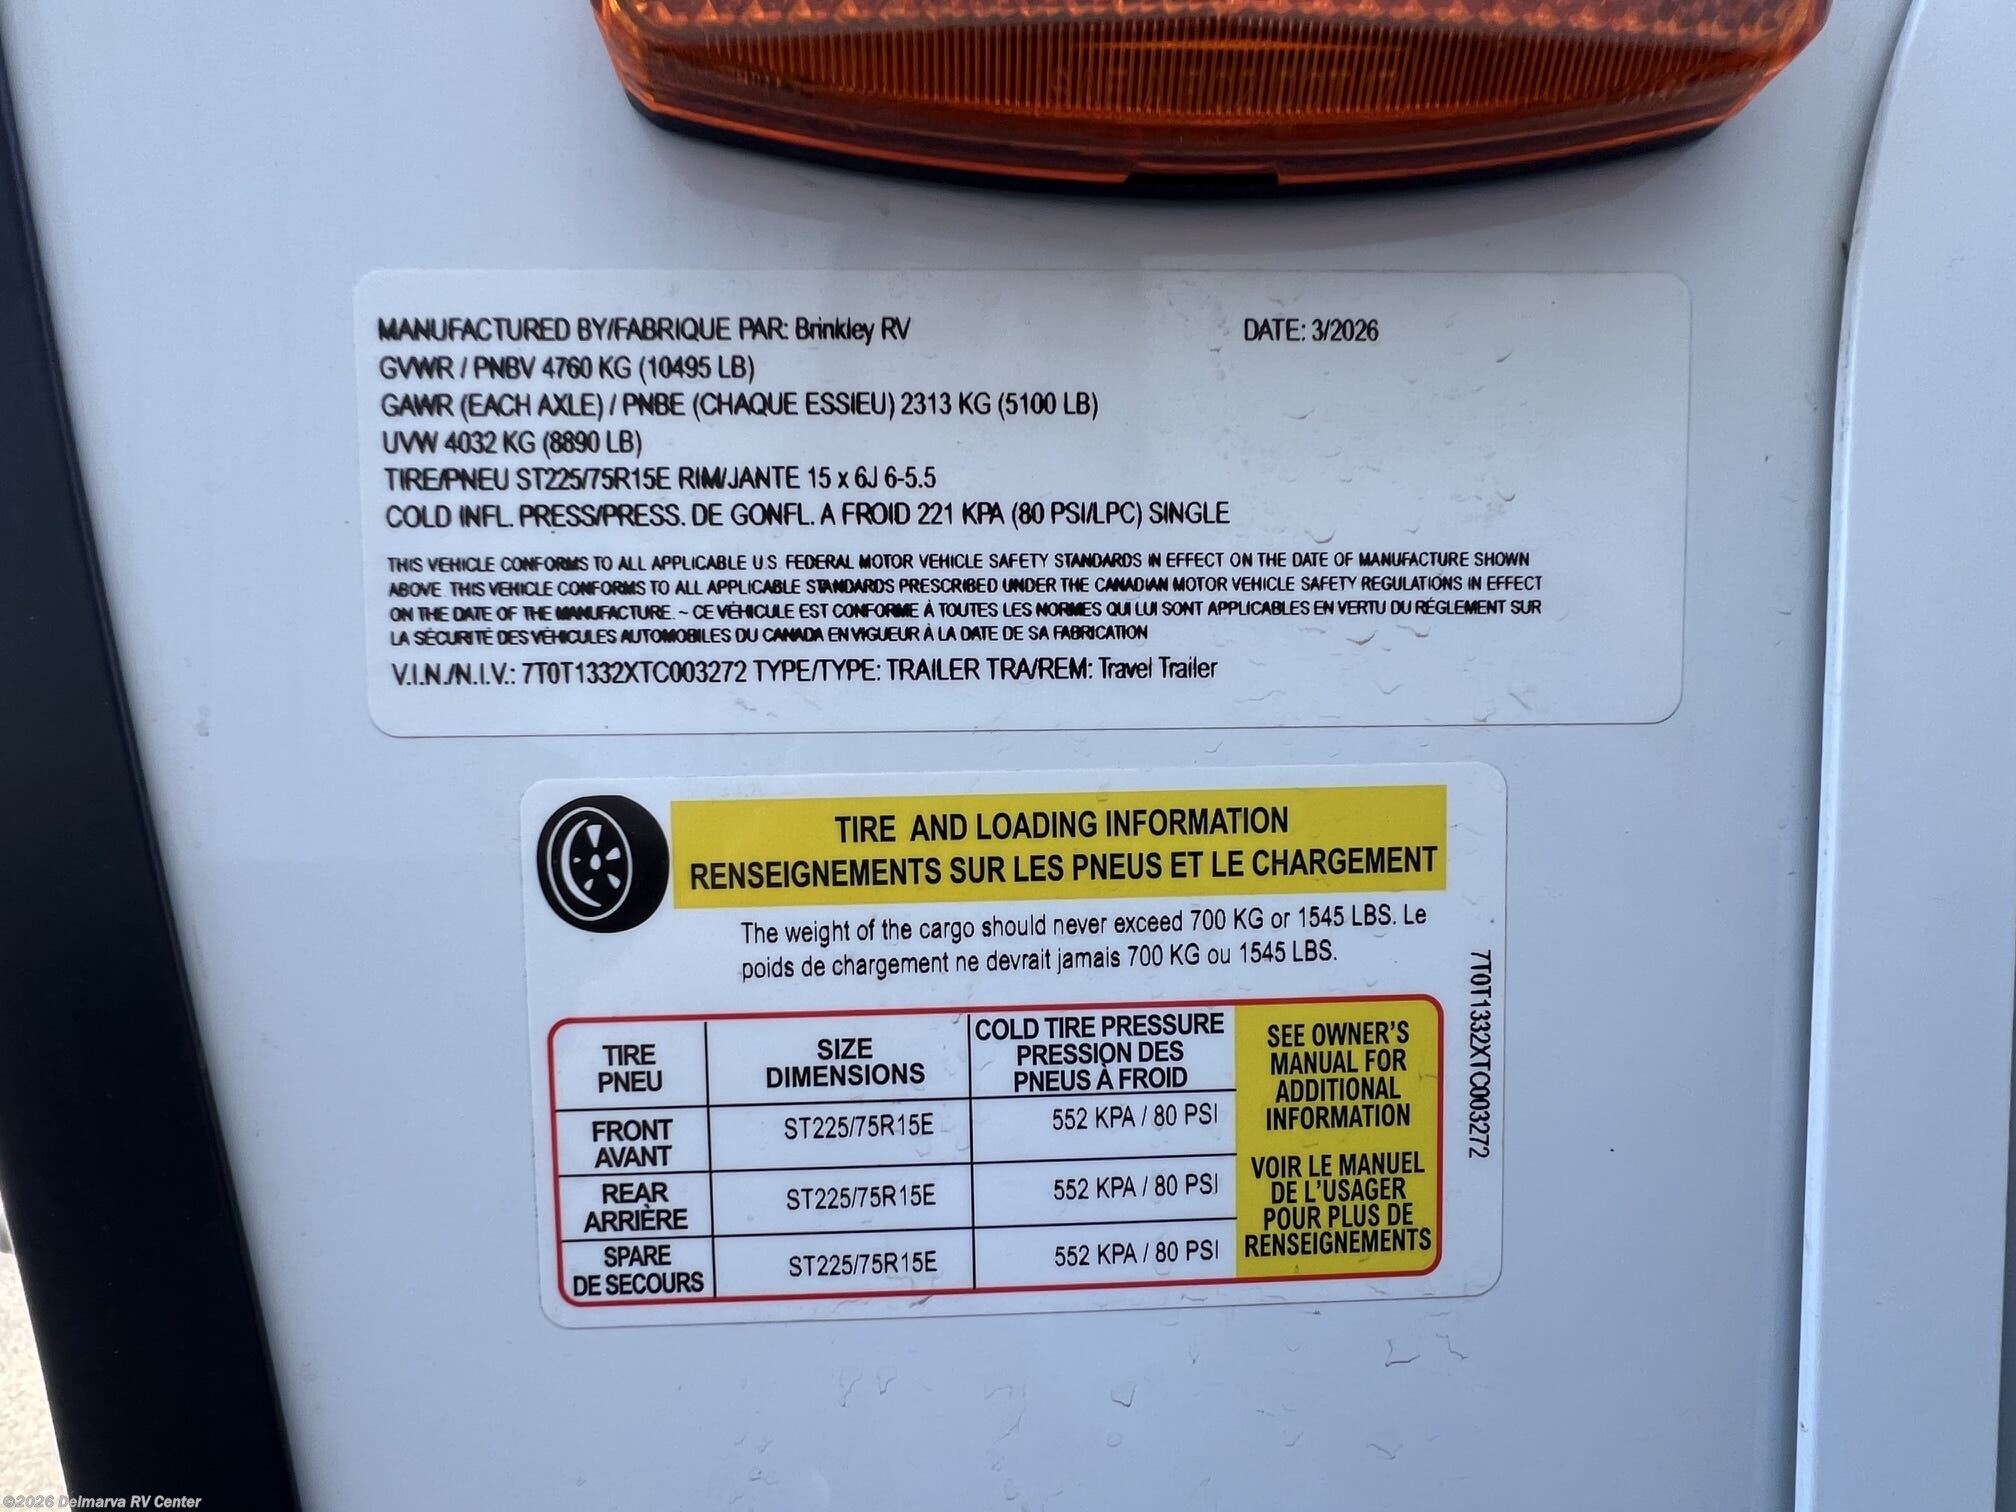 MANUFACTURED BY/FABRIQUE PAR: Brinkley RV DATE: 3/2026
GVWR / PNBV 4760 KG (10495 LB)
GAWR (EACH AXLE) / PNBE (CHAQUE ESSIEU) 2313 KG (5100 LB)
UVW 4032 KG (8890 LB)
TIRE/PNEU ST225/75R15E RIM/JANTE 15 x 6J 6-5.5
COLD INFL. PRESS/PRESS. DE GONFL. A FROID 221 KPA (80 PSI/LPC) SINGLE
THIS VEHICLE CONFORMS TO ALL APPLICABLE U.S. FEDERAL MOTOR VEHICLE SAFETY STANDARDS IN EFFECT ON THE DATE OF MANUFACTURE SHOWN
ABOVE. THIS VEHICLE CONFORMS TO ALL APPLICABLE STANDARDS PRESCRIBED UNDER THE CANADIAN MOTOR VEHICLE SAFETY REGULATIONS IN EFFECT
ON THE DATE OF THE MANUFACTURE. ~ CE VÉHICULE EST CONFORME À TOUTES LES NORMES QUI LUI SONT APPLICABLES EN VERTU DU RÉGLEMENT SUR
LA SÉCURITÉ DES VÉHICULES AUTOMOBILES DU CANADA EN VIGUEUR À LA DATE DE SA FABRICATION
V.I.N./N.I.V.: 7T0T1332XTC003272 TYPE/TYPE: TRAILER TRA/REM: Travel Trailer
TIRE AND LOADING INFORMATION
RENSEIGNEMENTS SUR LES PNEUS ET LE CHARGEMENT
The weight of the cargo should never exceed 700 KG or 1545 LBS. Le
poids de chargement ne devrait jamais 700 KG ou 1545 LBS.
TIRE
PNEU
SIZE
DIMENSIONS
COLD TIRE PRESSURE
PRESSION DES
PNEUS À FROID
FRONT
AVANT
ST225/75R15E
552 KPA / 80 PSI
REAR
ARRIÈRE
ST225/75R15E
552 KPA / 80 PSI
SPARE
DE SECOURS
ST225/75R15E
552 KPA / 80 PSI
SEE OWNER'S
MANUAL FOR
ADDITIONAL
INFORMATION
VOIR LE MANUEL
DE L'USAGER
POUR PLUS DE
RENSEIGNEMENTS
7T0T1332XTC003272
©2026 Delmarva RV Center